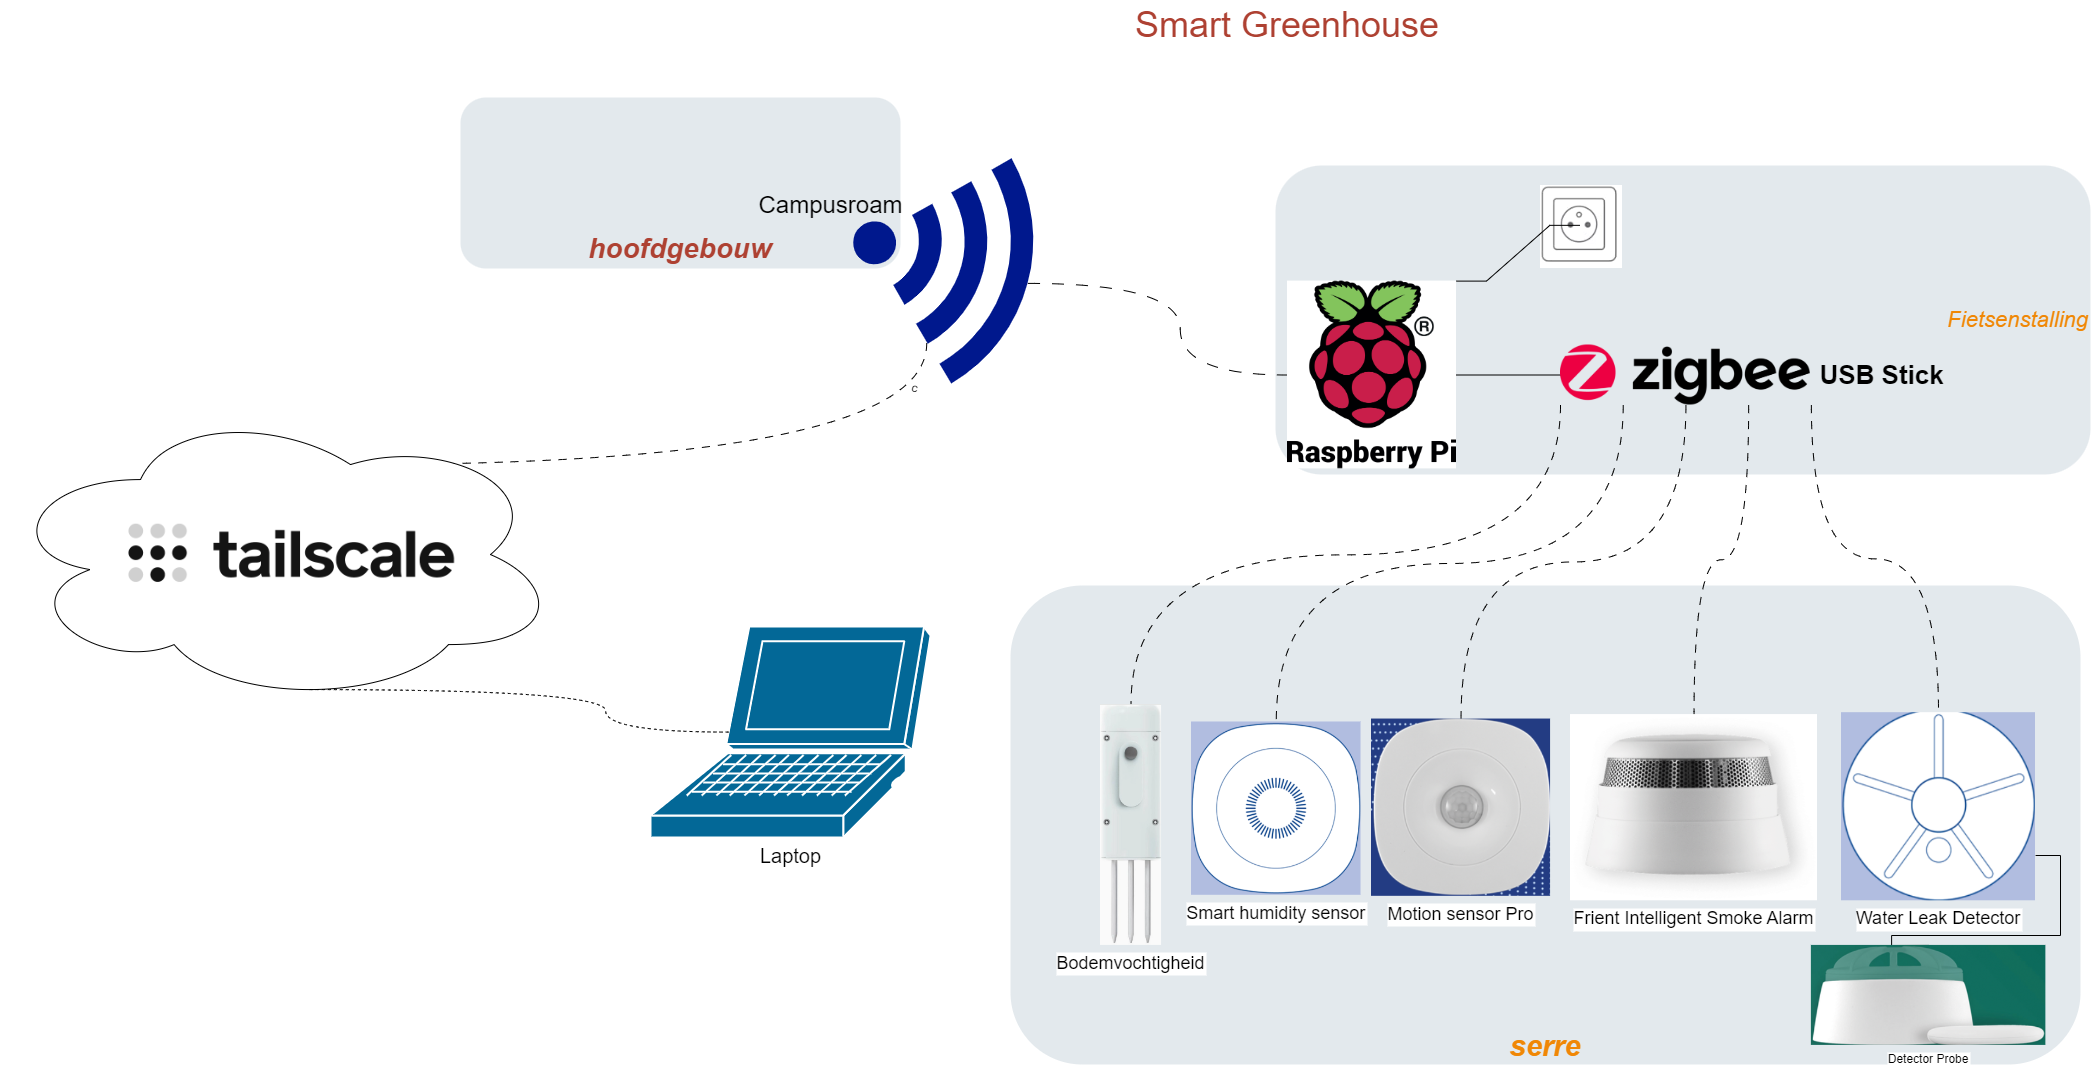 Smart Greenhouse
Campusroam
hoofdgebouw
c
Fietsenstalling
®
Raspberry Pi
zigbee USB Stick
tailscale
Laptop
Bodemvochtigheid
Smart humidity sensor
Motion sensor Pro
Frient Intelligent Smoke Alarm
Water Leak Detector
Detector Probe
serre